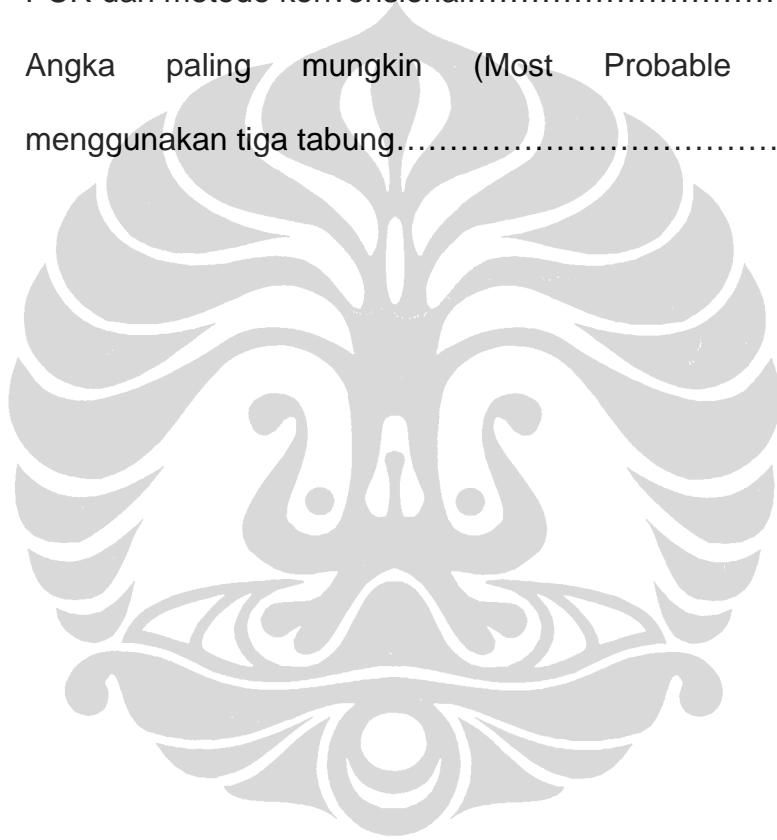 PCR dan metode konvensional…………………………
Angka paling mungkin (Most Probable
menggunakan tiga tabung………………………………